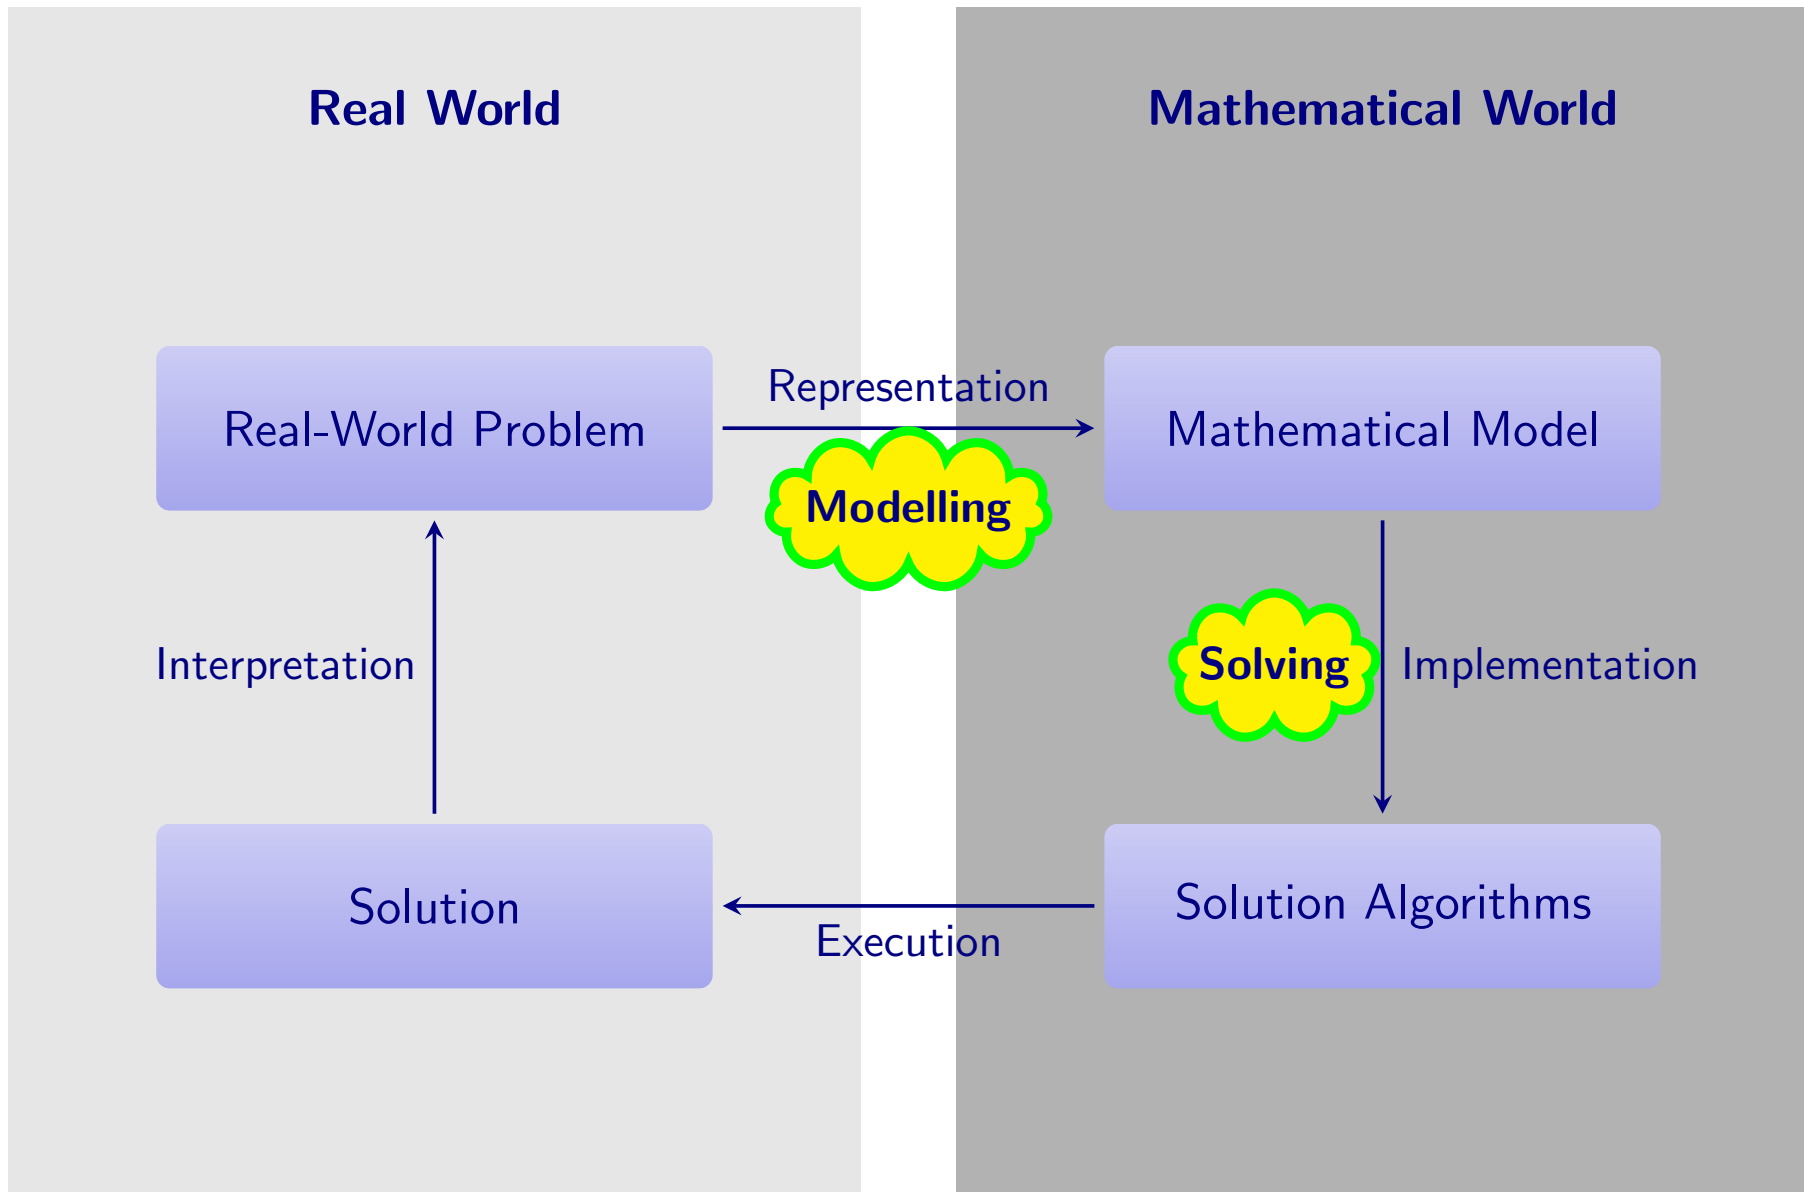 Real World
Mathematical World
Representation
Real-World Problem
Mathematical Model
Modelling
Interpretation
Solving
Implementation
Solution
Solution Algorithms
Execution